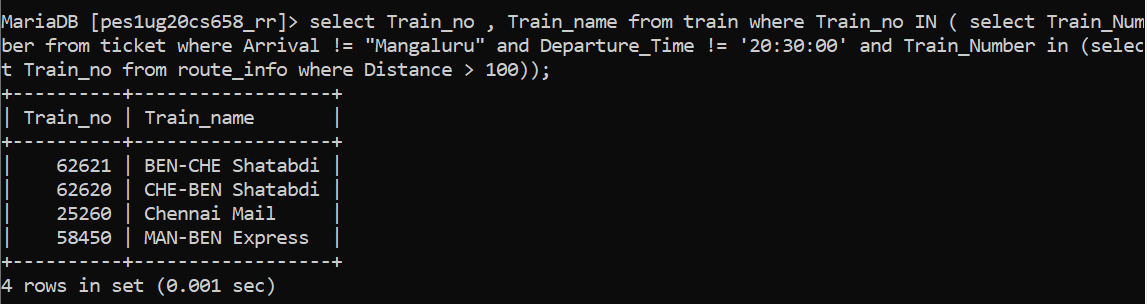 MariaDB [pes1ug20cs658_rr]> select Train_no , Train_name from train where Train_no IN ( select Train_Num
ber from ticket where Arrival != "Mangaluru" and Departure_Time != '20:30:00' and Train_Number in (selec
t Train_no from route_info where Distance > 100));
+----------+------------------+
| Train_no | Train_name       |
+----------+------------------+
|    62621 | BEN-CHE Shatabdi |
|    62620 | CHE-BEN Shatabdi |
|    25260 | Chennai Mail     |
|    58450 | MAN-BEN Express  |
+----------+------------------+
4 rows in set (0.001 sec)